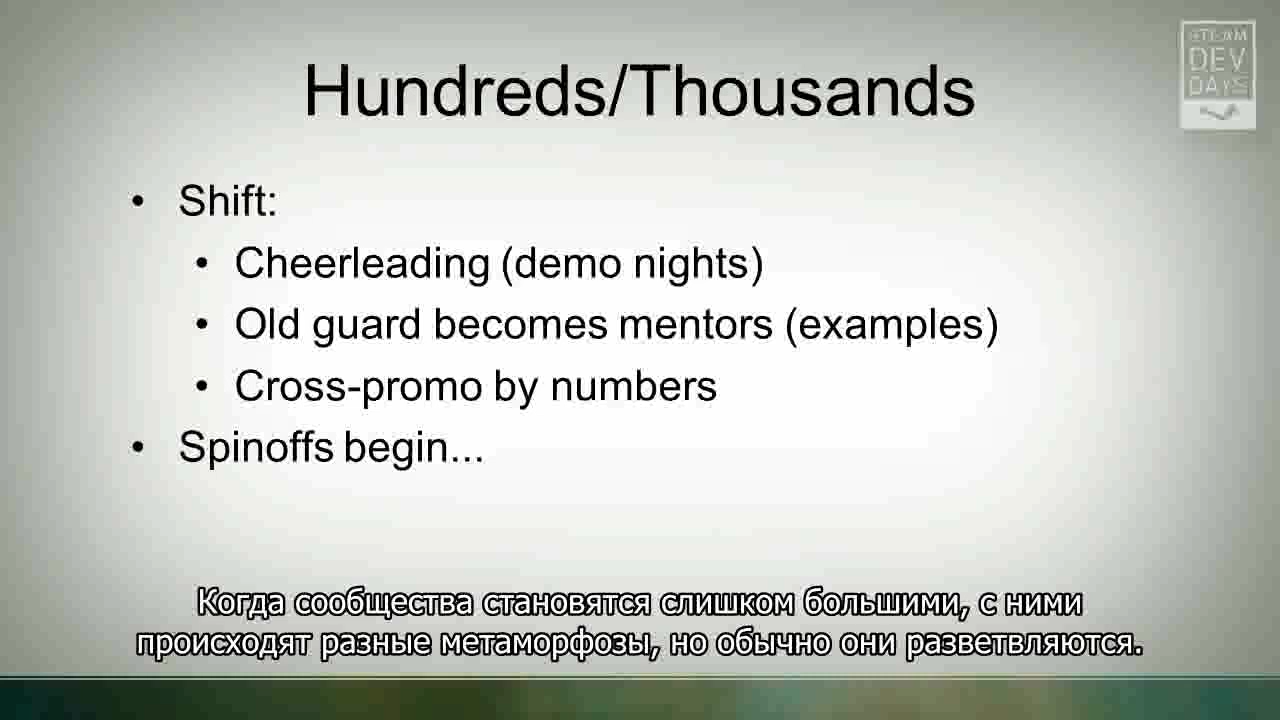 STEAM
DEV
DAYS
Hundreds/Thousands
• Shift:
• Cheerleading (demo nights)
• Old guard becomes mentors (examples)
• Cross-promo by numbers
• Spinoffs begin...
Когда сообщества становятся слишком большими, с ними
происходят разные метаморфозы, но обычно они разветвляются.